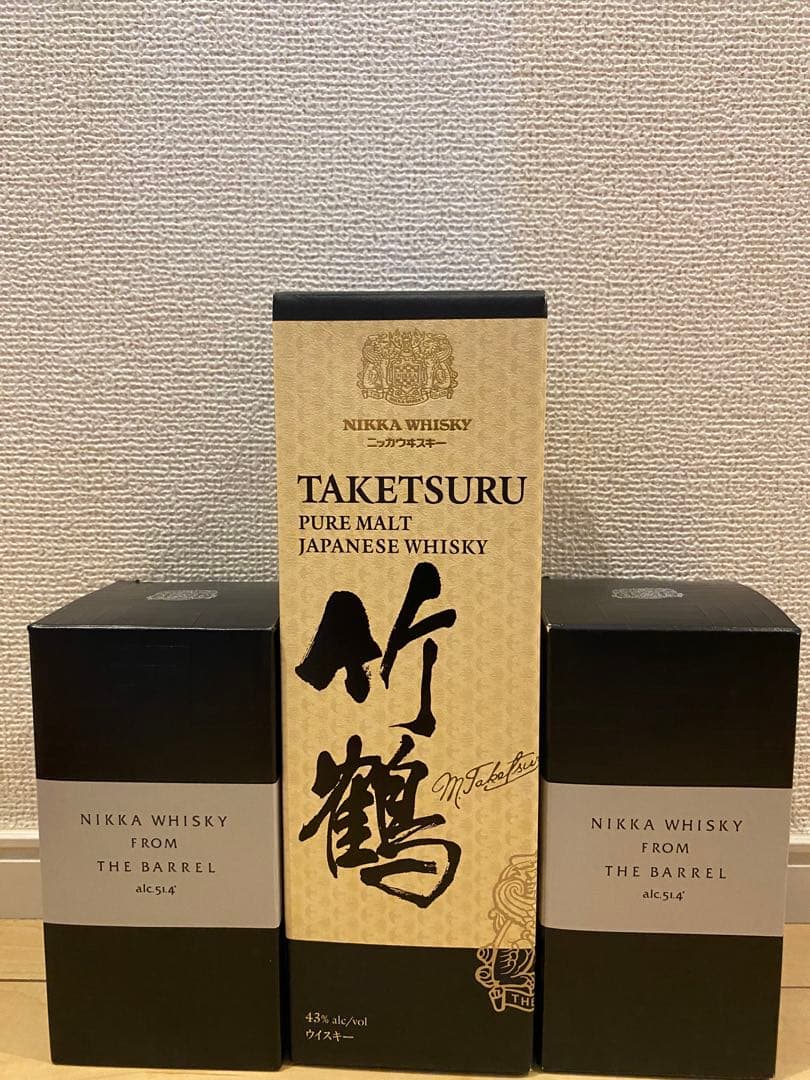 NIKKA WHISKY
ニッカウヰスキー
TAKETSURU
PURE MALT
JAPANESE WHISKY
竹
鶴
M.Taketsu
THE
43% alc/vol
ウイスキー
NIKKA WHISKY
FROM
THE BARREL
alc.51.4°
NIKKA WHISKY
FROM
THE BARREL
alc.51.4°